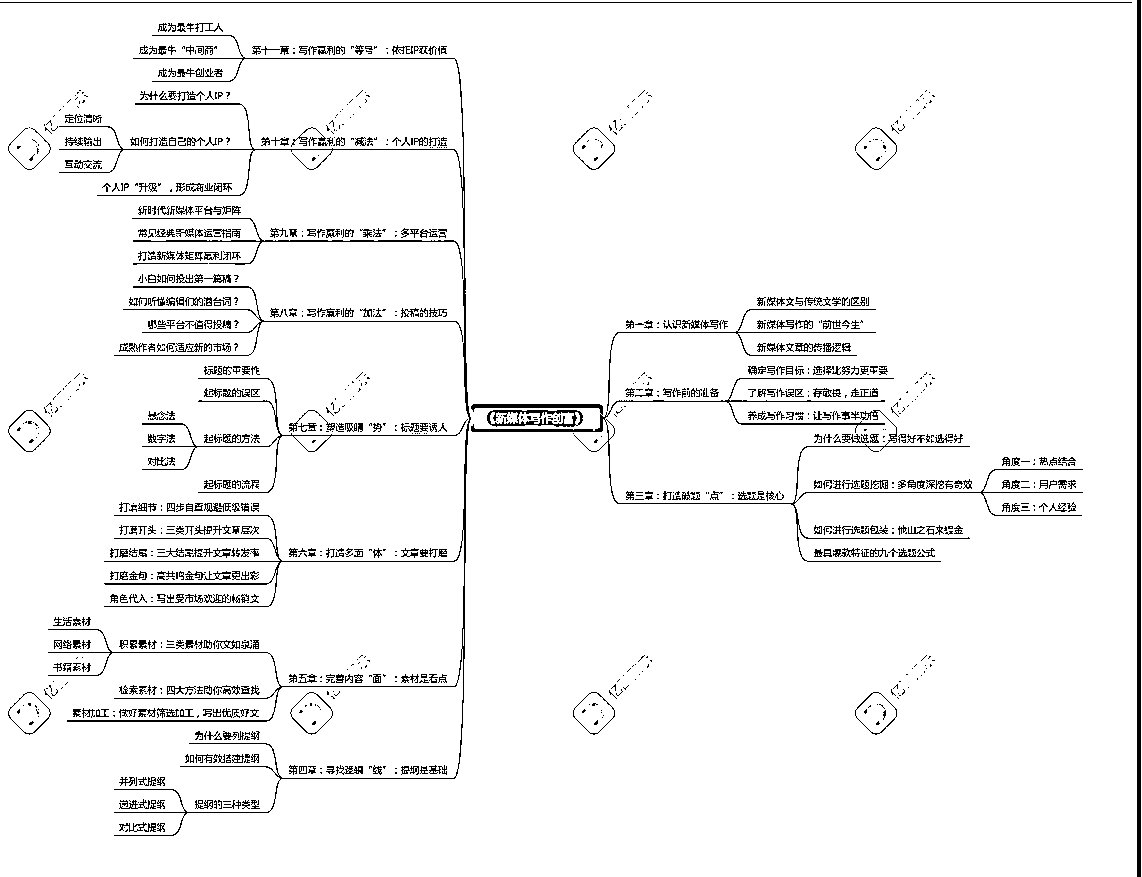 《新媒体写作创富》
第一章：认识新媒体写作
新媒体文与传统文学的区别
新媒体写作的“前世今生”
新媒体文章的传播逻辑
第二章：写作前的准备
确定写作目标：选择比努力更重要
了解写作误区：存敬畏，走正道
养成写作习惯：让写作事半功倍
第三章：打造破题“点”：选题是核心
为什么要做选题：写得好不如选得好
如何进行选题挖掘：多角度深挖有奇效
角度一：热点结合
角度二：用户需求
角度三：个人经验
如何进行选题包装：他山之石来镀金
最具爆款特征的九个选题公式
第四章：寻找逻辑“线”：提纲是基础
为什么要列提纲
如何有效搭建提纲
提纲的三种类型
并列式提纲
递进式提纲
对比式提纲
第五章：完善内容“面”：素材是看点
积累素材：三类素材助你文如泉涌
生活素材
网络素材
书籍素材
检索素材：四大方法助你高效查找
素材加工：做好素材筛选加工，写出优质好文
第六章：打造多面“体”：文章要打磨
打磨细节：四步自查规避低级错误
打磨开头：三类开头提升文章层次
打磨结尾：三大结尾提升文章转发率
打磨金句：高共鸣金句让文章更出彩
角色代入：写出受市场欢迎的畅销文
第七章：塑造吸睛“势”：标题要诱人
标题的重要性
起标题的误区
起标题的方法
悬念法
数字法
对比法
起标题的流程
第八章：写作赢利的“加法”：投稿的技巧
小白如何投出第一篇稿？
如何听懂编辑们的潜台词？
哪些平台不值得投稿？
成熟作者如何适应新的市场？
第九章：写作赢利的“乘法”：多平台运营
新时代新媒体平台与矩阵
常见经典新媒体运营指南
打造新媒体矩阵赢利闭环
第十章：写作赢利的“减法”：个人IP的打造
为什么要打造个人IP？
如何打造自己的个人IP？
定位清晰
持续输出
互动交流
个人IP“升级”，形成商业闭环
第十一章：写作赢利的“等号”：依托IP双价值
成为最牛打工人
成为最牛“中间商”
成为最牛创业者